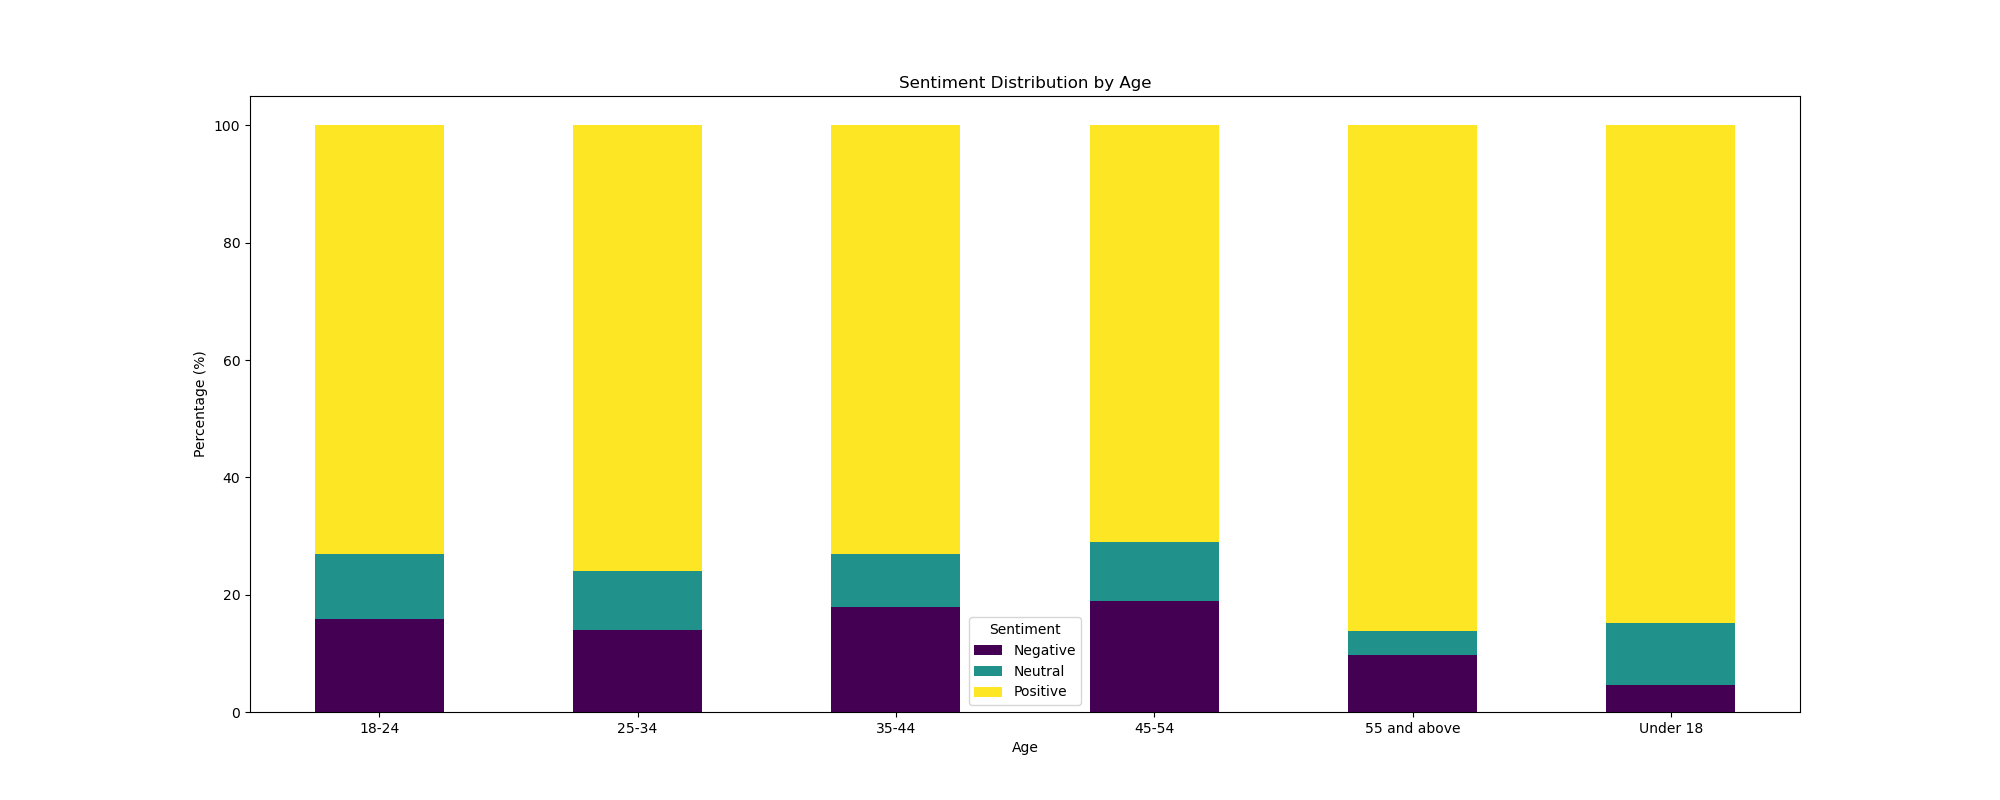 Sentiment Distribution by Age
Percentage (%)
100
80
60
40
20
0
Sentiment
Negative
Neutral
Positive
18-24 25-34 35-44 45-54 55 and above Under 18
Age